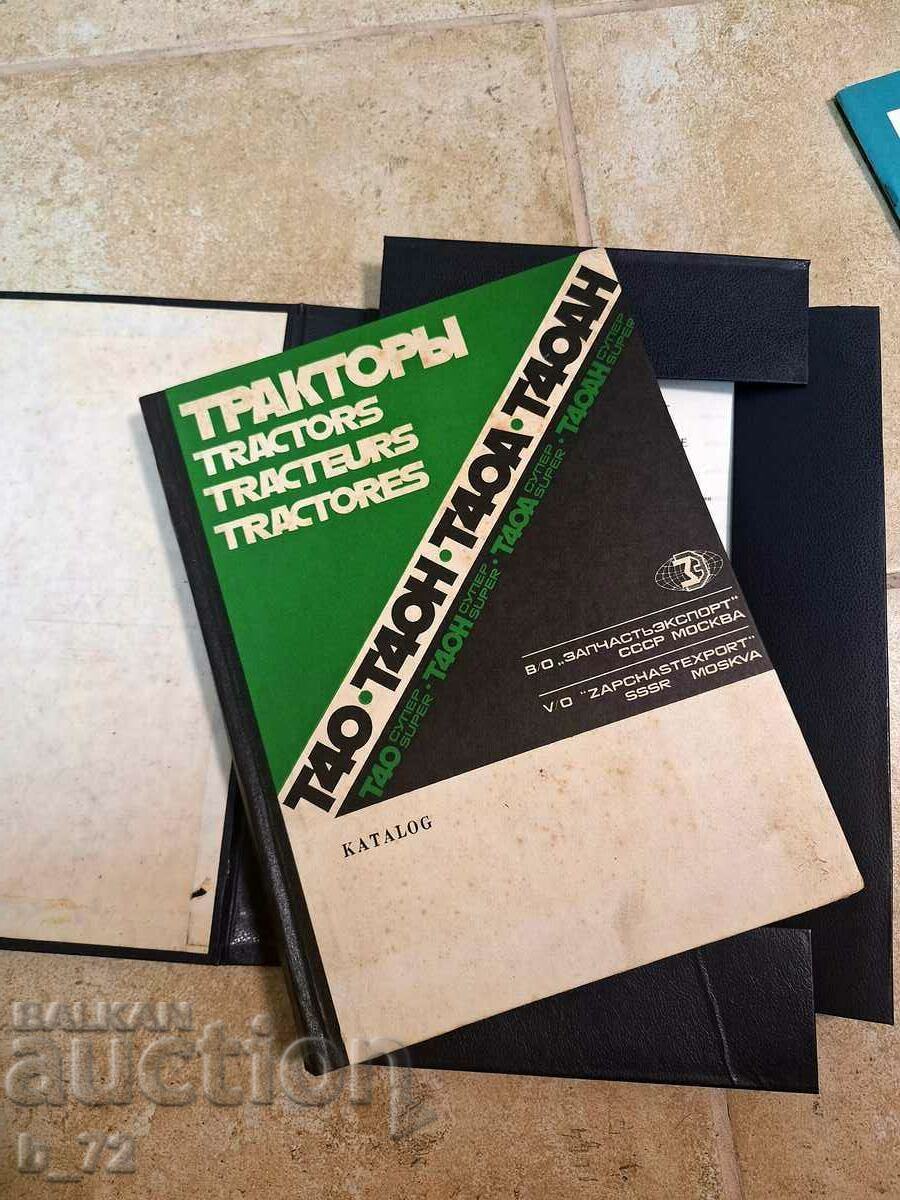 ТРАКТОРЫ
TRACTORS
TRACTEURS
TRACTORES
Т40·Т40Н·Т40А·Т40АН
Т40 СУПЕР SUPER · Т40Н СУПЕР SUPER · Т40А СУПЕР SUPER · Т40АН СУПЕР SUPER
В/О „ЗАПЧАСТЬЭКСПОРТ"
СССР МОСКВА
V/O "ZAPCHASTEXPORT"
SSSR MOSKVA
KATALOG
BALKAN
auction
b_72